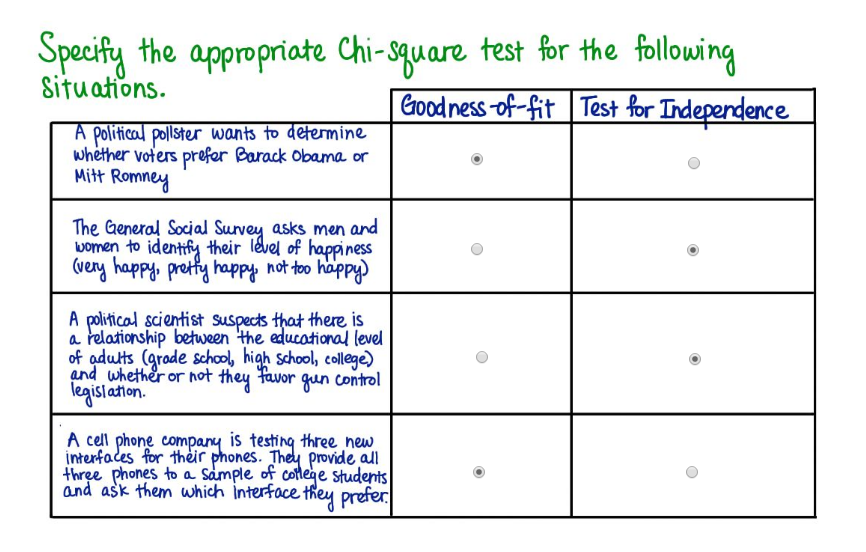 Specify the appropriate Chi-square test for the following
situations.
Goodness-of-fit
Test for Independence
A political pollster wants to determine
whether voters prefer Barack Obama or
Mitt Romney
The General Social Survey asks men and
women to identify their level of happiness
(very happy, pretty happy, not too happy)
A political scientist suspects that there is
a relationship between the educational level
of adults (grade school, high school, college)
and whether or not they favor gun control
legislation.
A cell phone company is testing three new
interfaces for their phones. They provide all
three phones to a sample of college students
and ask them which interface they prefer.